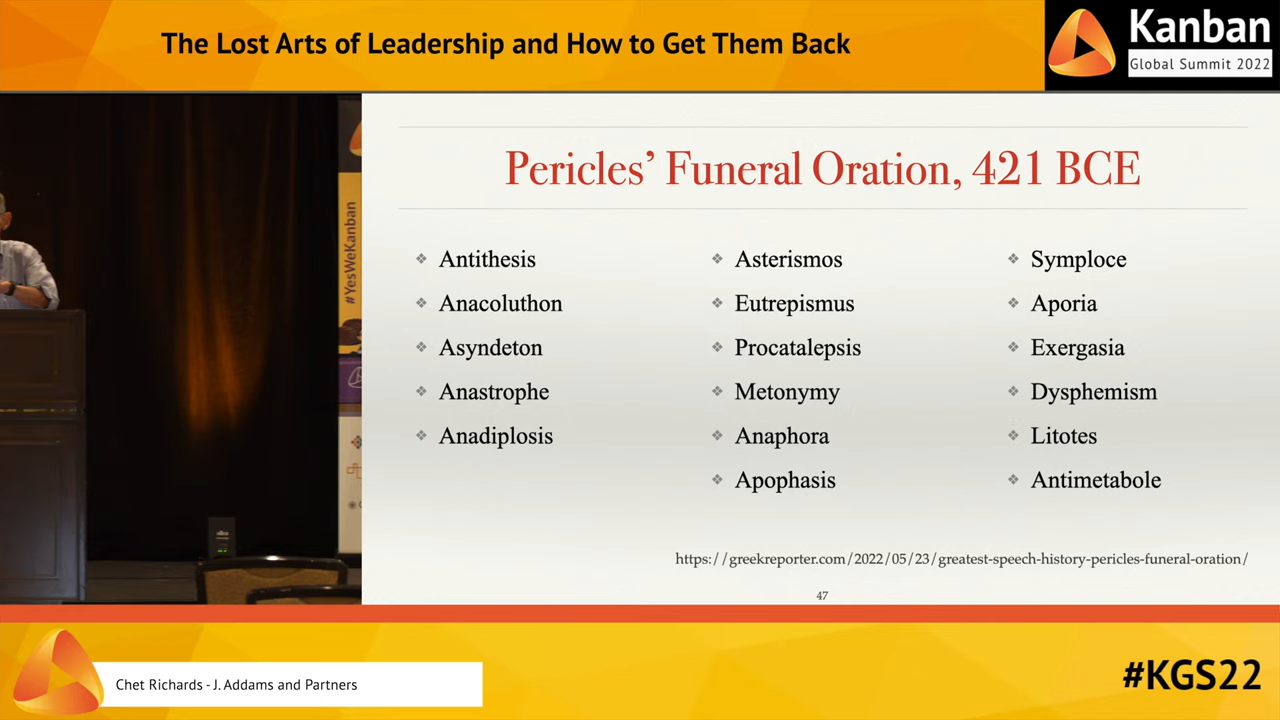 The Lost Arts of Leadership and How to Get Them Back
Kanban
Global Summit 2022
#YesWeKanban
Pericles' Funeral Oration, 421 BCE
❖ Antithesis
❖ Anacoluthon
❖ Asyndeton
❖ Anastrophe
❖ Anadiplosis
❖ Asterismos
❖ Eutrepismus
❖ Procatalepsis
❖ Metonymy
❖ Anaphora
❖ Apophasis
❖ Symploce
❖ Aporia
❖ Exergasia
❖ Dysphemism
❖ Litotes
❖ Antimetabole
https://greekreporter.com/2022/05/23/greatest-speech-history-pericles-funeral-oration/
47
Chet Richards - J. Addams and Partners
#KGS22